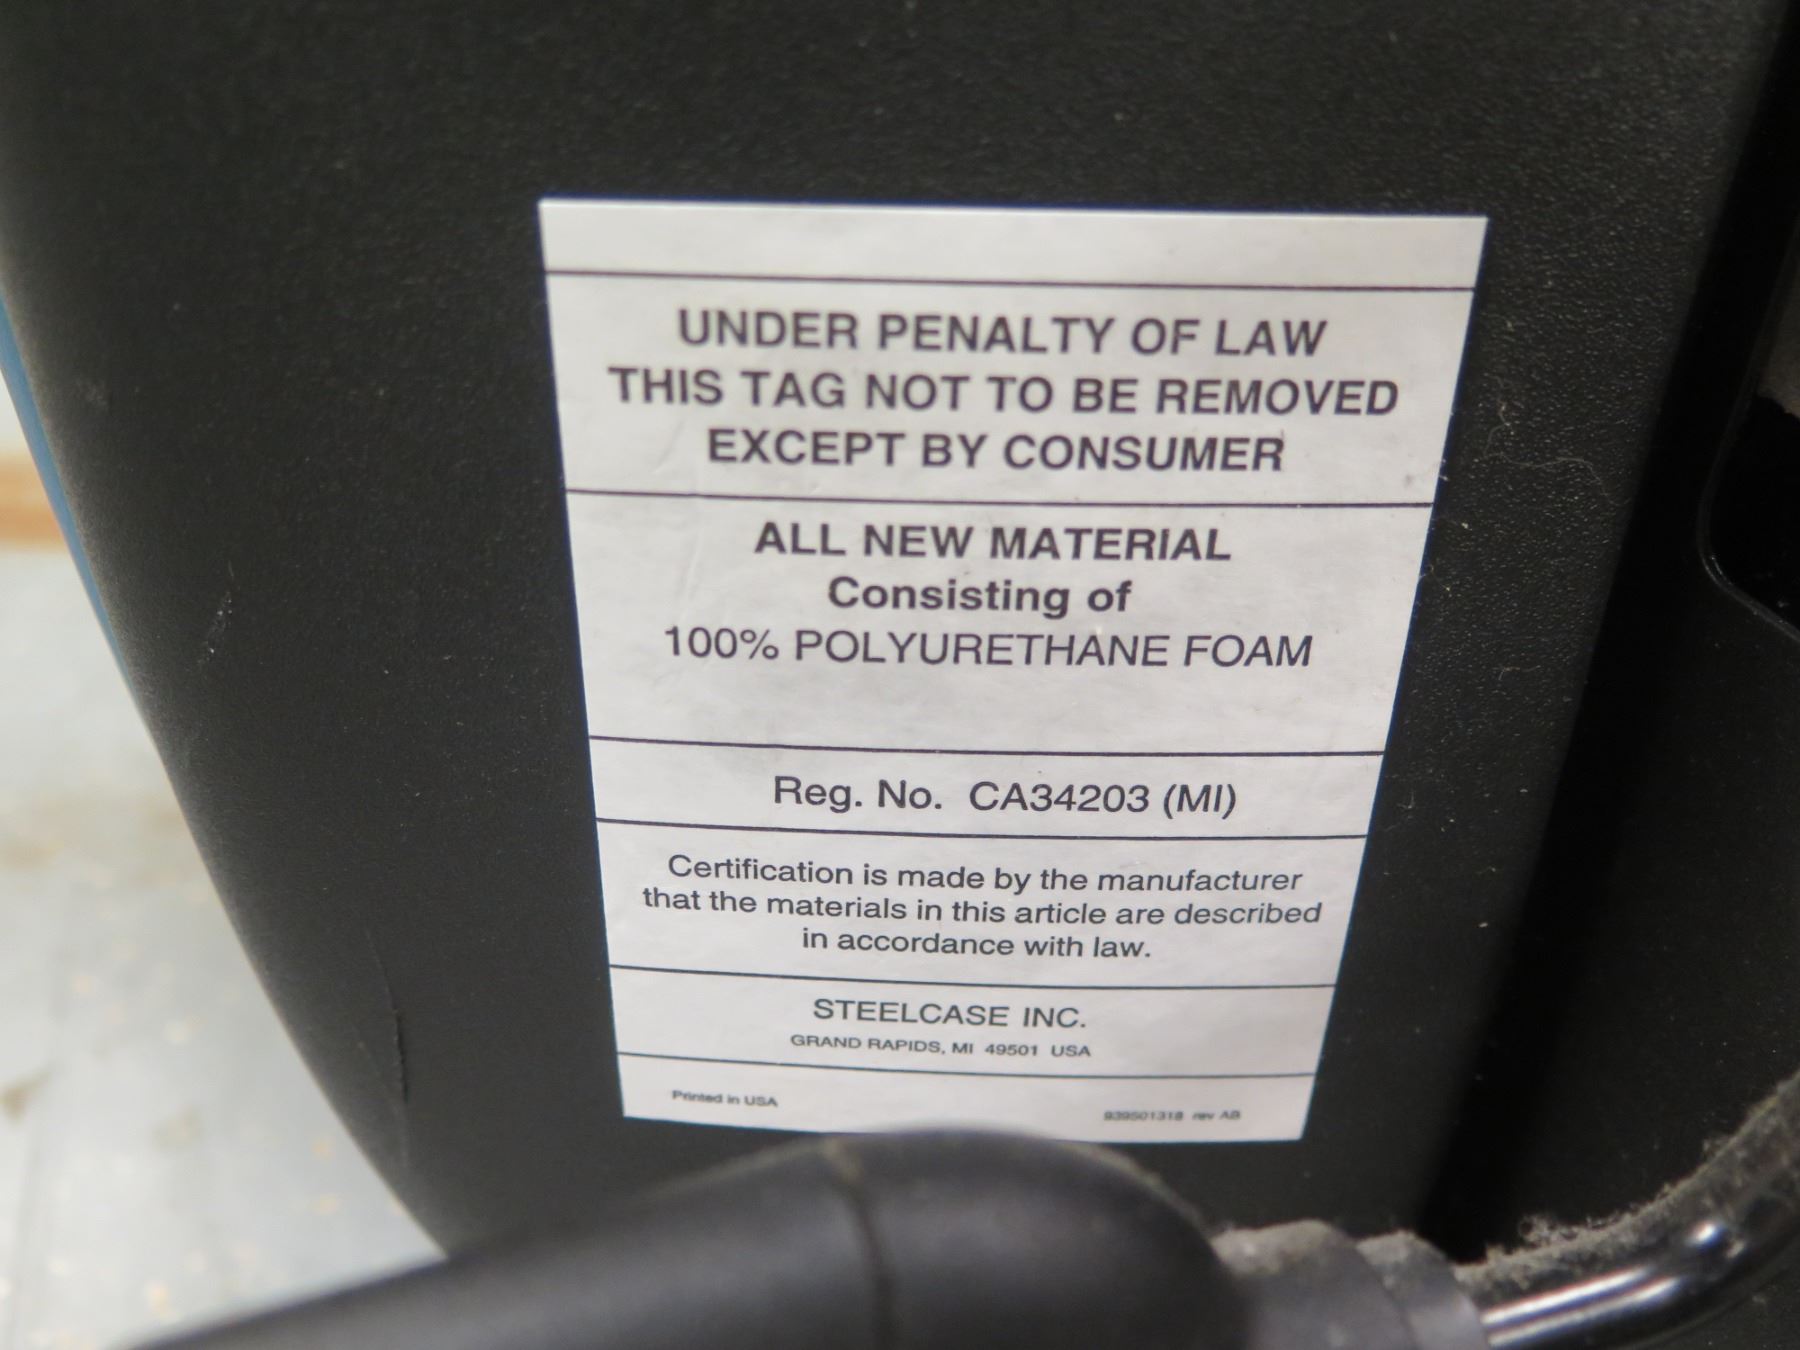 UNDER PENALTY OF LAW
THIS TAG NOT TO BE REMOVED
EXCEPT BY CONSUMER
ALL NEW MATERIAL
Consisting of
100% POLYURETHANE FOAM
Reg. No. CA34203 (MI)
Certification is made by the manufacturer
that the materials in this article are described
in accordance with law.
STEELCASE INC.
GRAND RAPIDS, MI 49501 USA
Printed in USA
939501318 rev AB